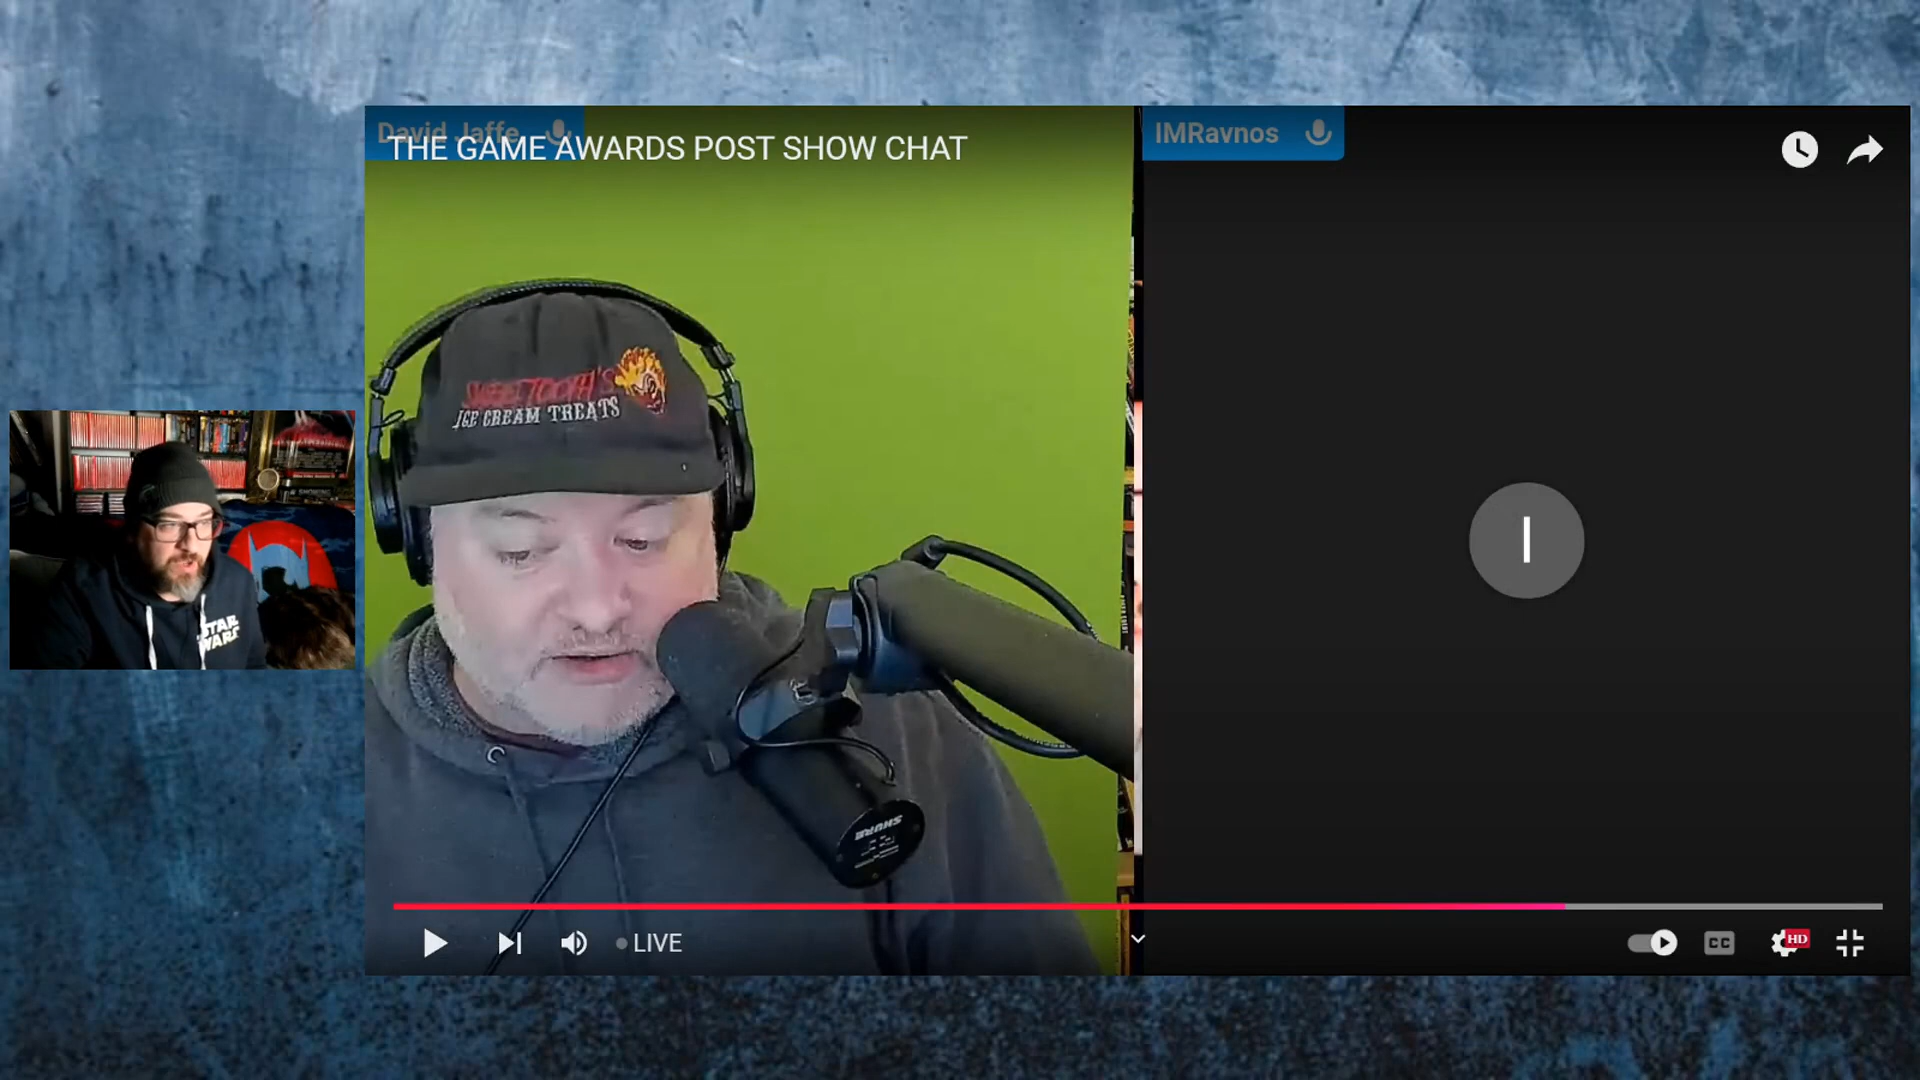 David Jaffe
THE GAME AWARDS POST SHOW CHAT
IMRavnos
SWEET TOOTH'S
ICE CREAM TREATS
STAR
WARS
I
SHURE
LIVE
CC
HD